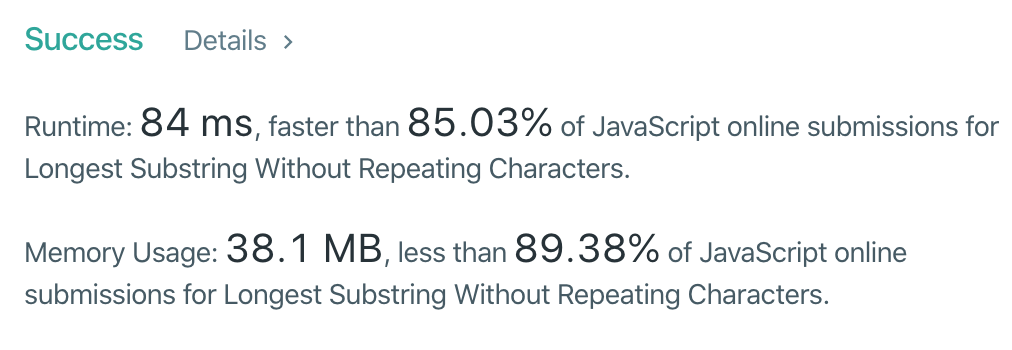 Success Details >
Runtime: 84 ms, faster than 85.03% of JavaScript online submissions for
Longest Substring Without Repeating Characters.
Memory Usage: 38.1 MB, less than 89.38% of JavaScript online
submissions for Longest Substring Without Repeating Characters.